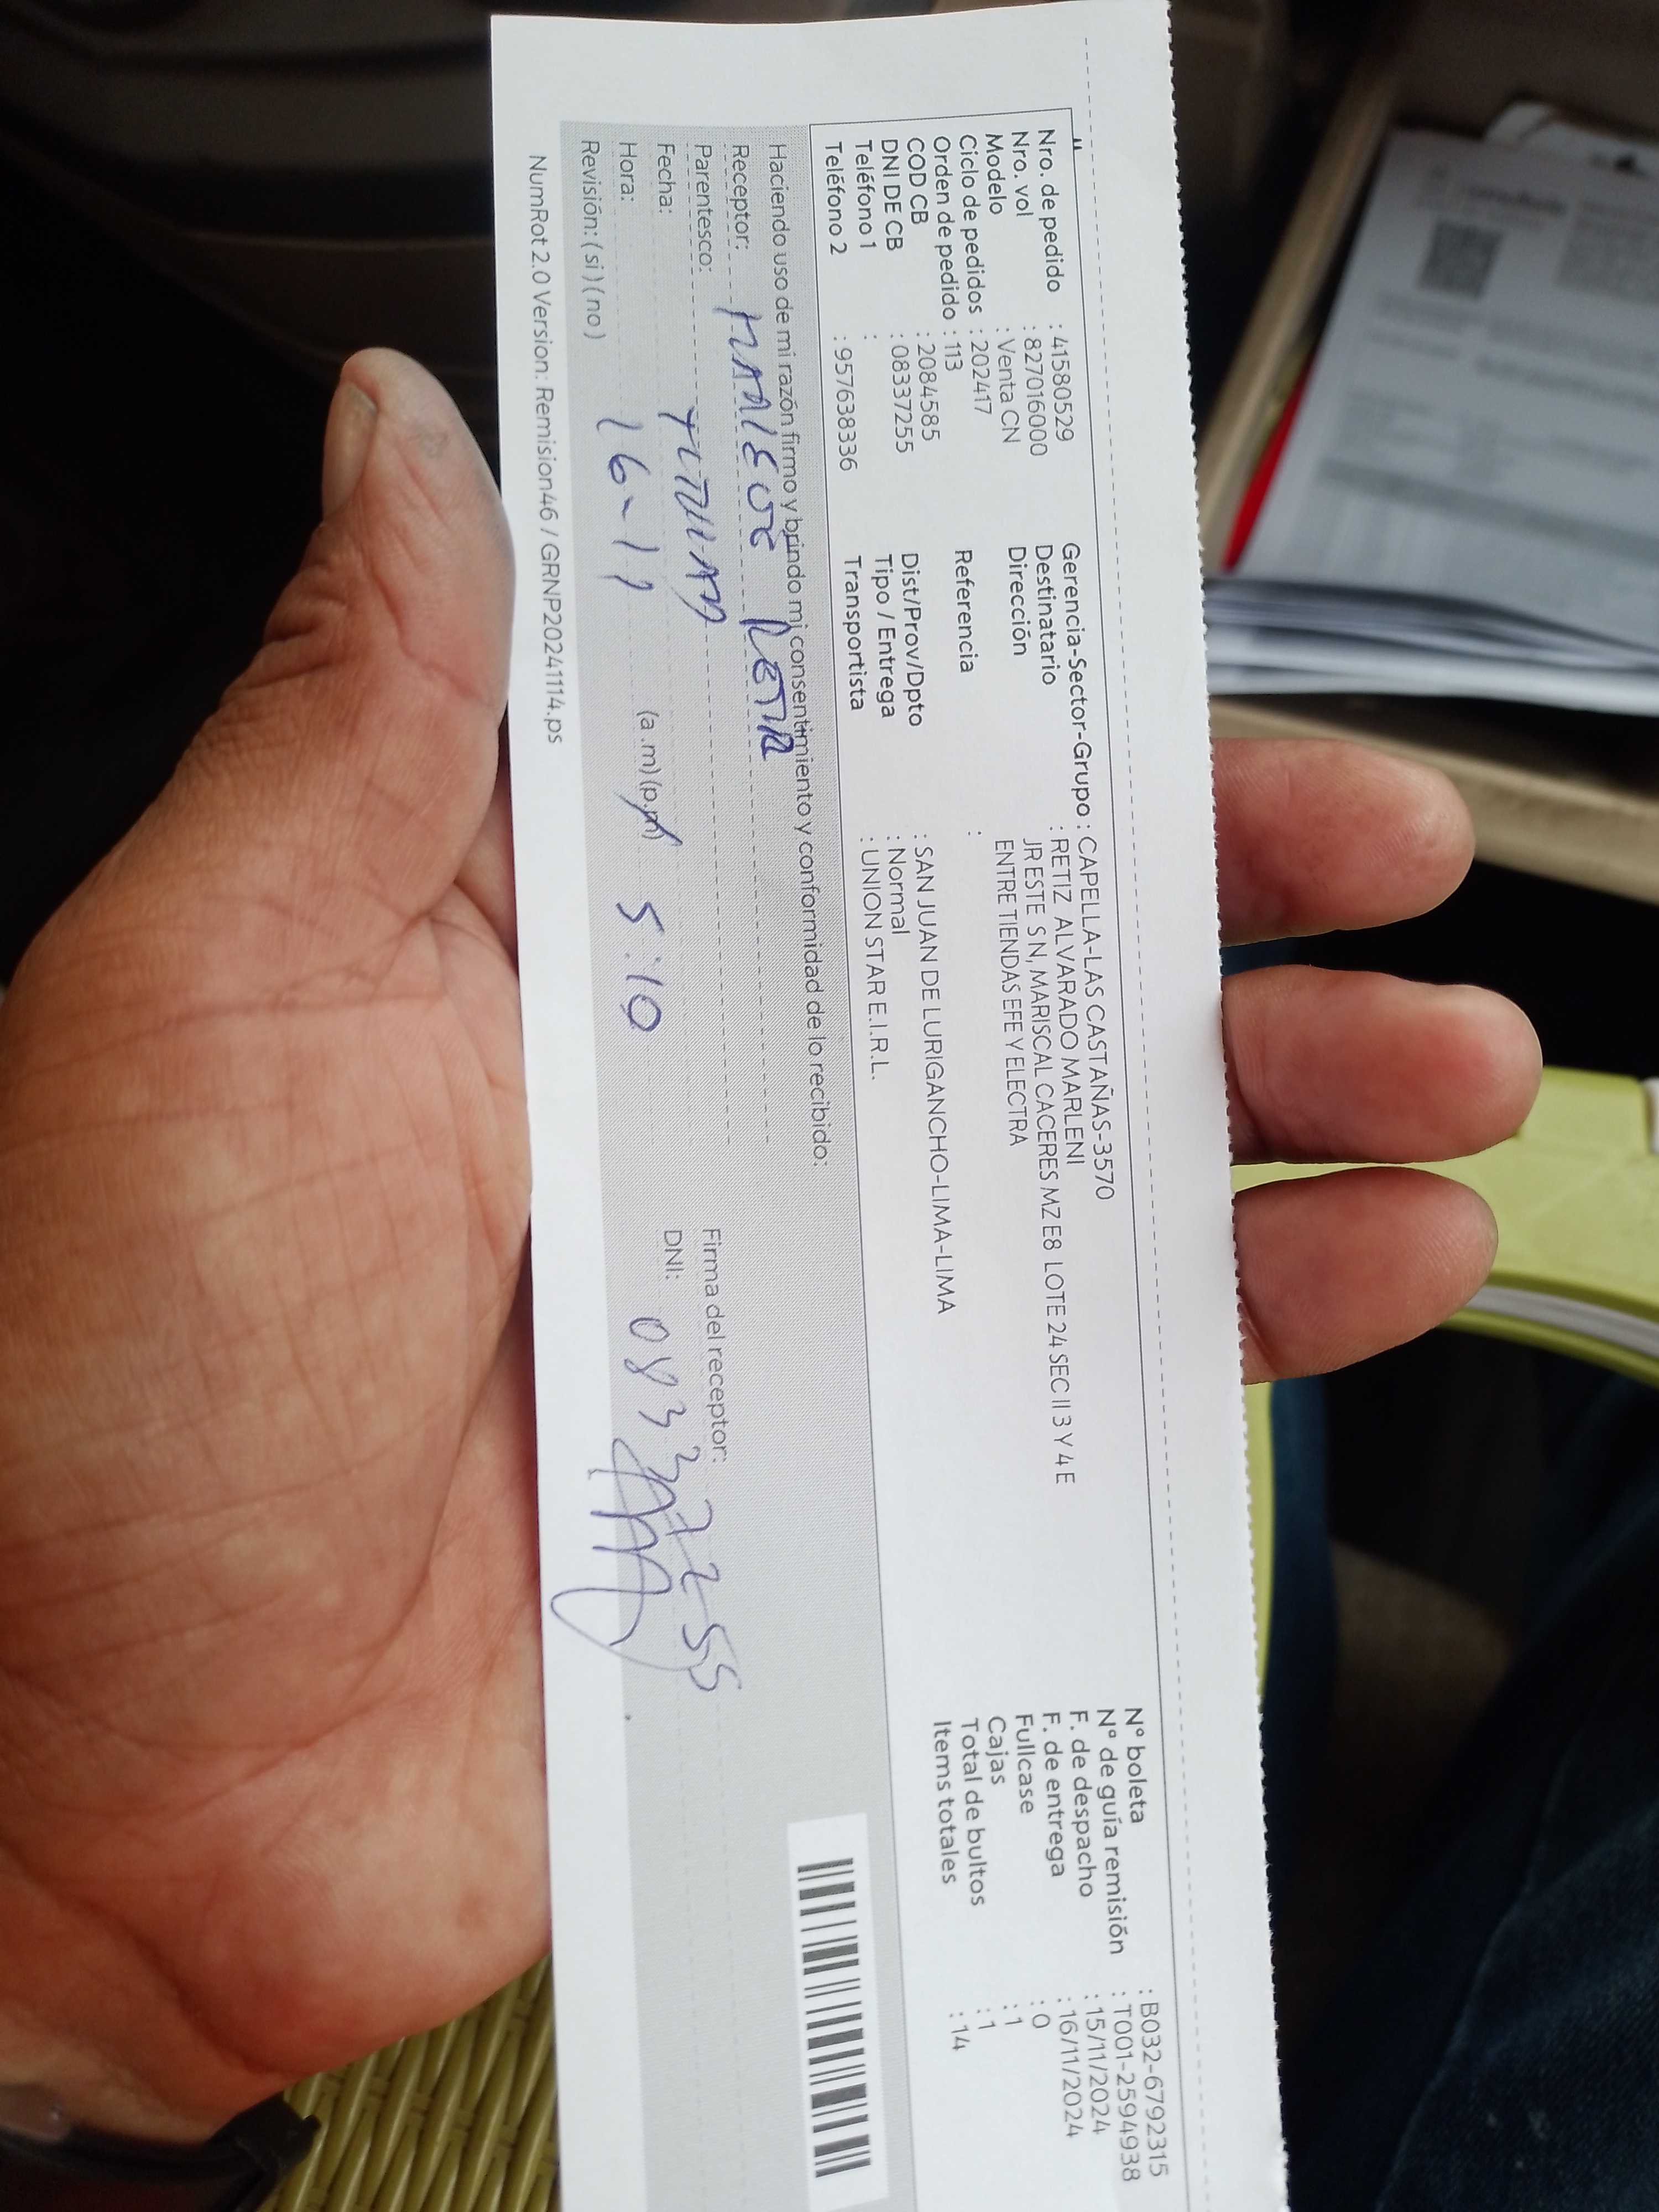 Nro. de pedido : 41580529
Nro. vol : 827016000
Modelo : Venta CN
Ciclo de pedidos : 202417
Orden de pedido : 113
COD CB : 2084585
DNI DE CB : 08337255
Teléfono 1 :
Teléfono 2 : 957638336
Gerencia-Sector-Grupo : CAPELLA-LAS CASTAÑAS-3570
Destinatario : RETIZ ALVARADO MARLENI
Dirección JR ESTE S N, MARISCAL CACERES MZ E8 LOTE 24 SEC II 3 Y 4 E
ENTRE TIENDAS EFE Y ELECTRA
Referencia :
Dist/Prov/Dpto : SAN JUAN DE LURIGANCHO-LIMA-LIMA
Tipo / Entrega : Normal
Transportista : UNION STAR E.I.R.L.
N° boleta : B032-6792315
N° de guía remisión : T001-2594938
F. de despacho : 15/11/2024
F. de entrega : 16/11/2024
Fullcase : 0
Cajas : 1
Total de bultos : 1
Items totales : 14
Haciendo uso de mi razón firmo y brindo mi consentimiento y conformidad de lo recibido:
Receptor:
Parentesco: TITULAR
Fecha: 16-11
Hora: (a.m) (p.m) 5:10
Revisión: ( si ) ( no )
Firma del receptor:
DNI: 08337255
NumRot 2.0 Version: Remision46 / GRNP20241114.ps